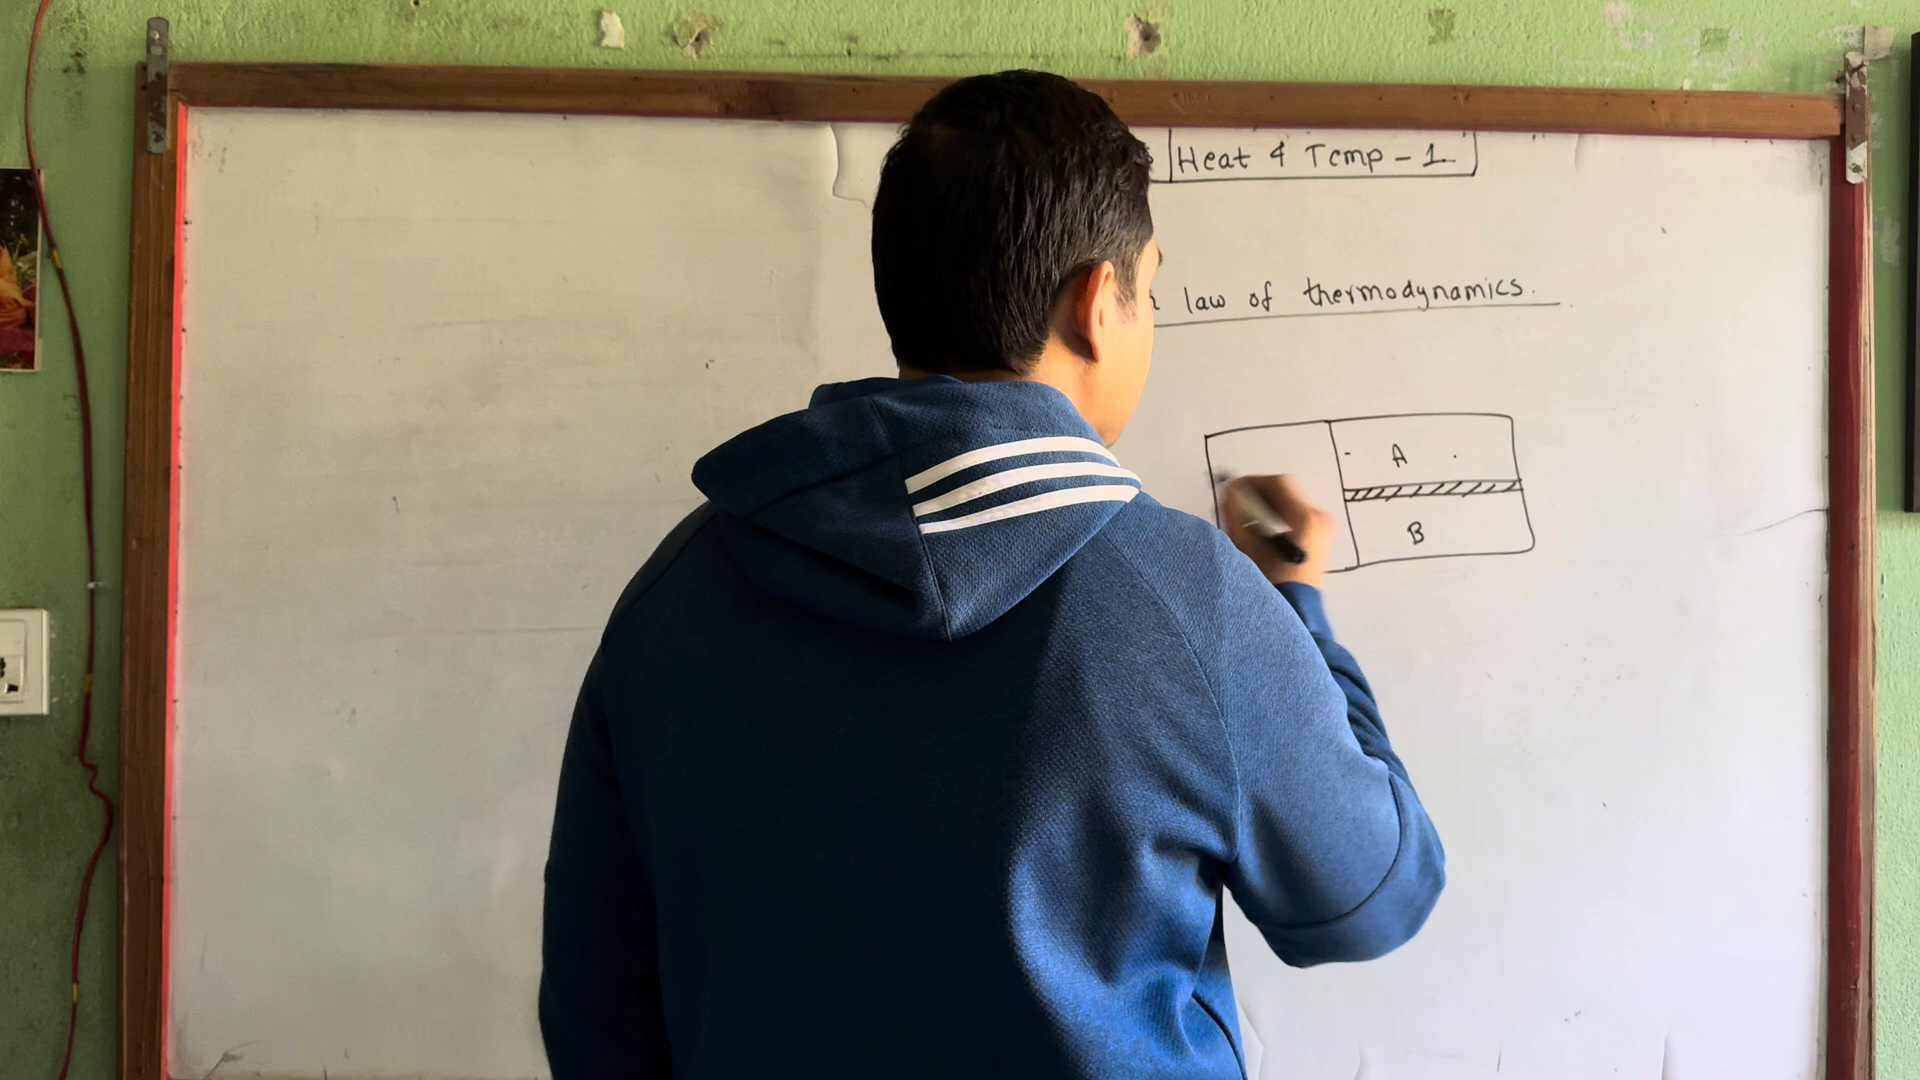 Heat & Temp - 1
law of thermodynamics.
A
B